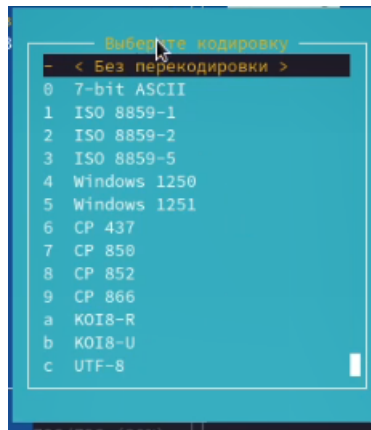 Выберите кодировку
- < Без перекодировки >
0 7-bit ASCII
1 ISO 8859-1
2 ISO 8859-2
3 ISO 8859-5
4 Windows 1250
5 Windows 1251
6 CP 437
7 CP 850
8 CP 852
9 CP 866
a KOI8-R
b KOI8-U
c UTF-8